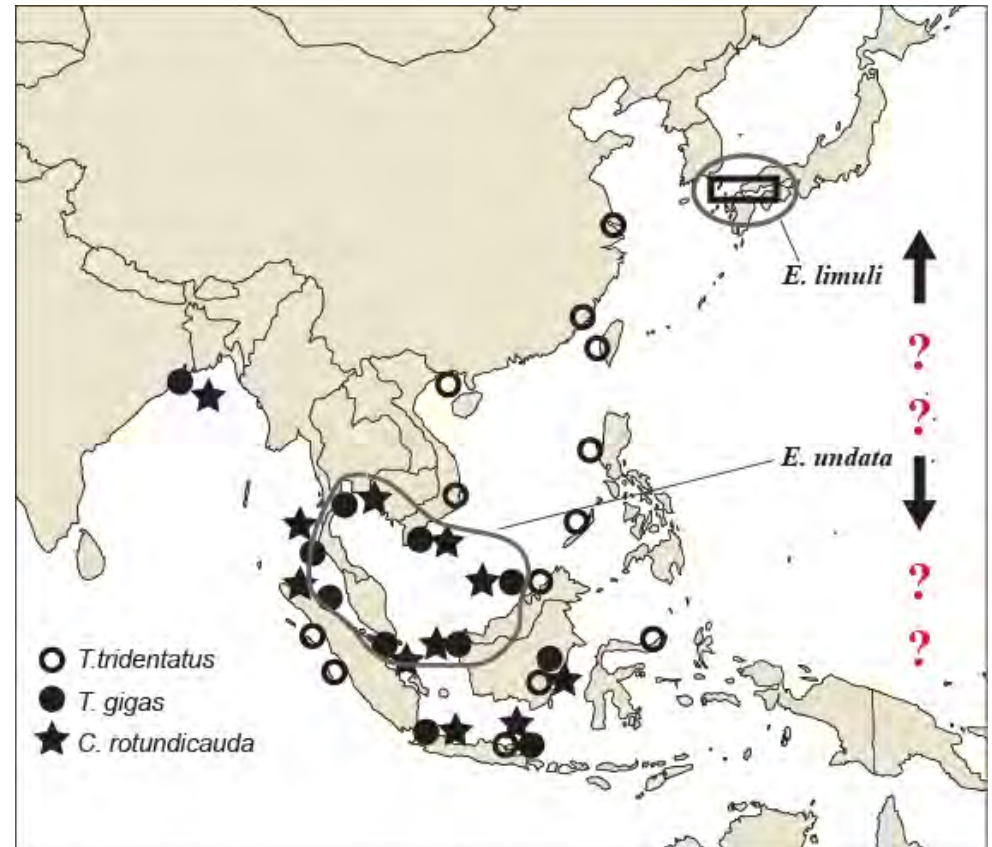 E. limuli
?
?
E. undata
?
?
T.tridentatus
T. gigas
C. rotundicauda